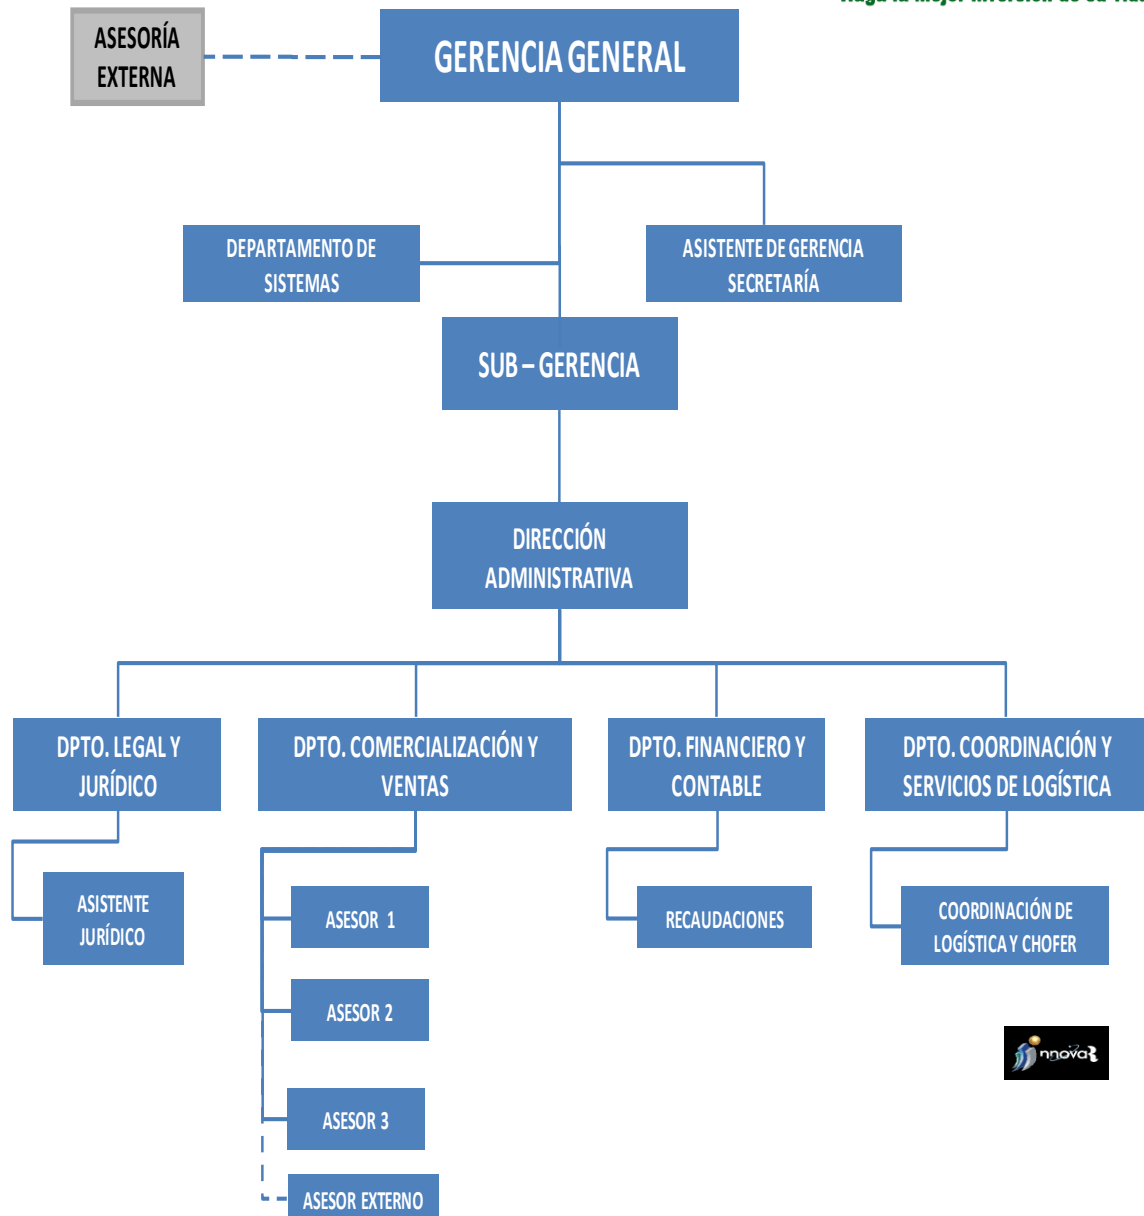 ASESORÍA
EXTERNA
GERENCIA GENERAL
DEPARTAMENTO DE
SISTEMAS
ASISTENTE DE GERENCIA
SECRETARÍA
SUB – GERENCIA
DIRECCIÓN
ADMINISTRATIVA
DPTO. LEGAL Y
JURÍDICO
DPTO. COMERCIALIZACIÓN Y
VENTAS
DPTO. FINANCIERO Y
CONTABLE
DPTO. COORDINACIÓN Y
SERVICIOS DE LOGÍSTICA
ASISTENTE
JURÍDICO
ASESOR 1
ASESOR 2
ASESOR 3
ASESOR EXTERNO
RECAUDACIONES
COORDINACIÓN DE
LOGÍSTICA Y CHOFER